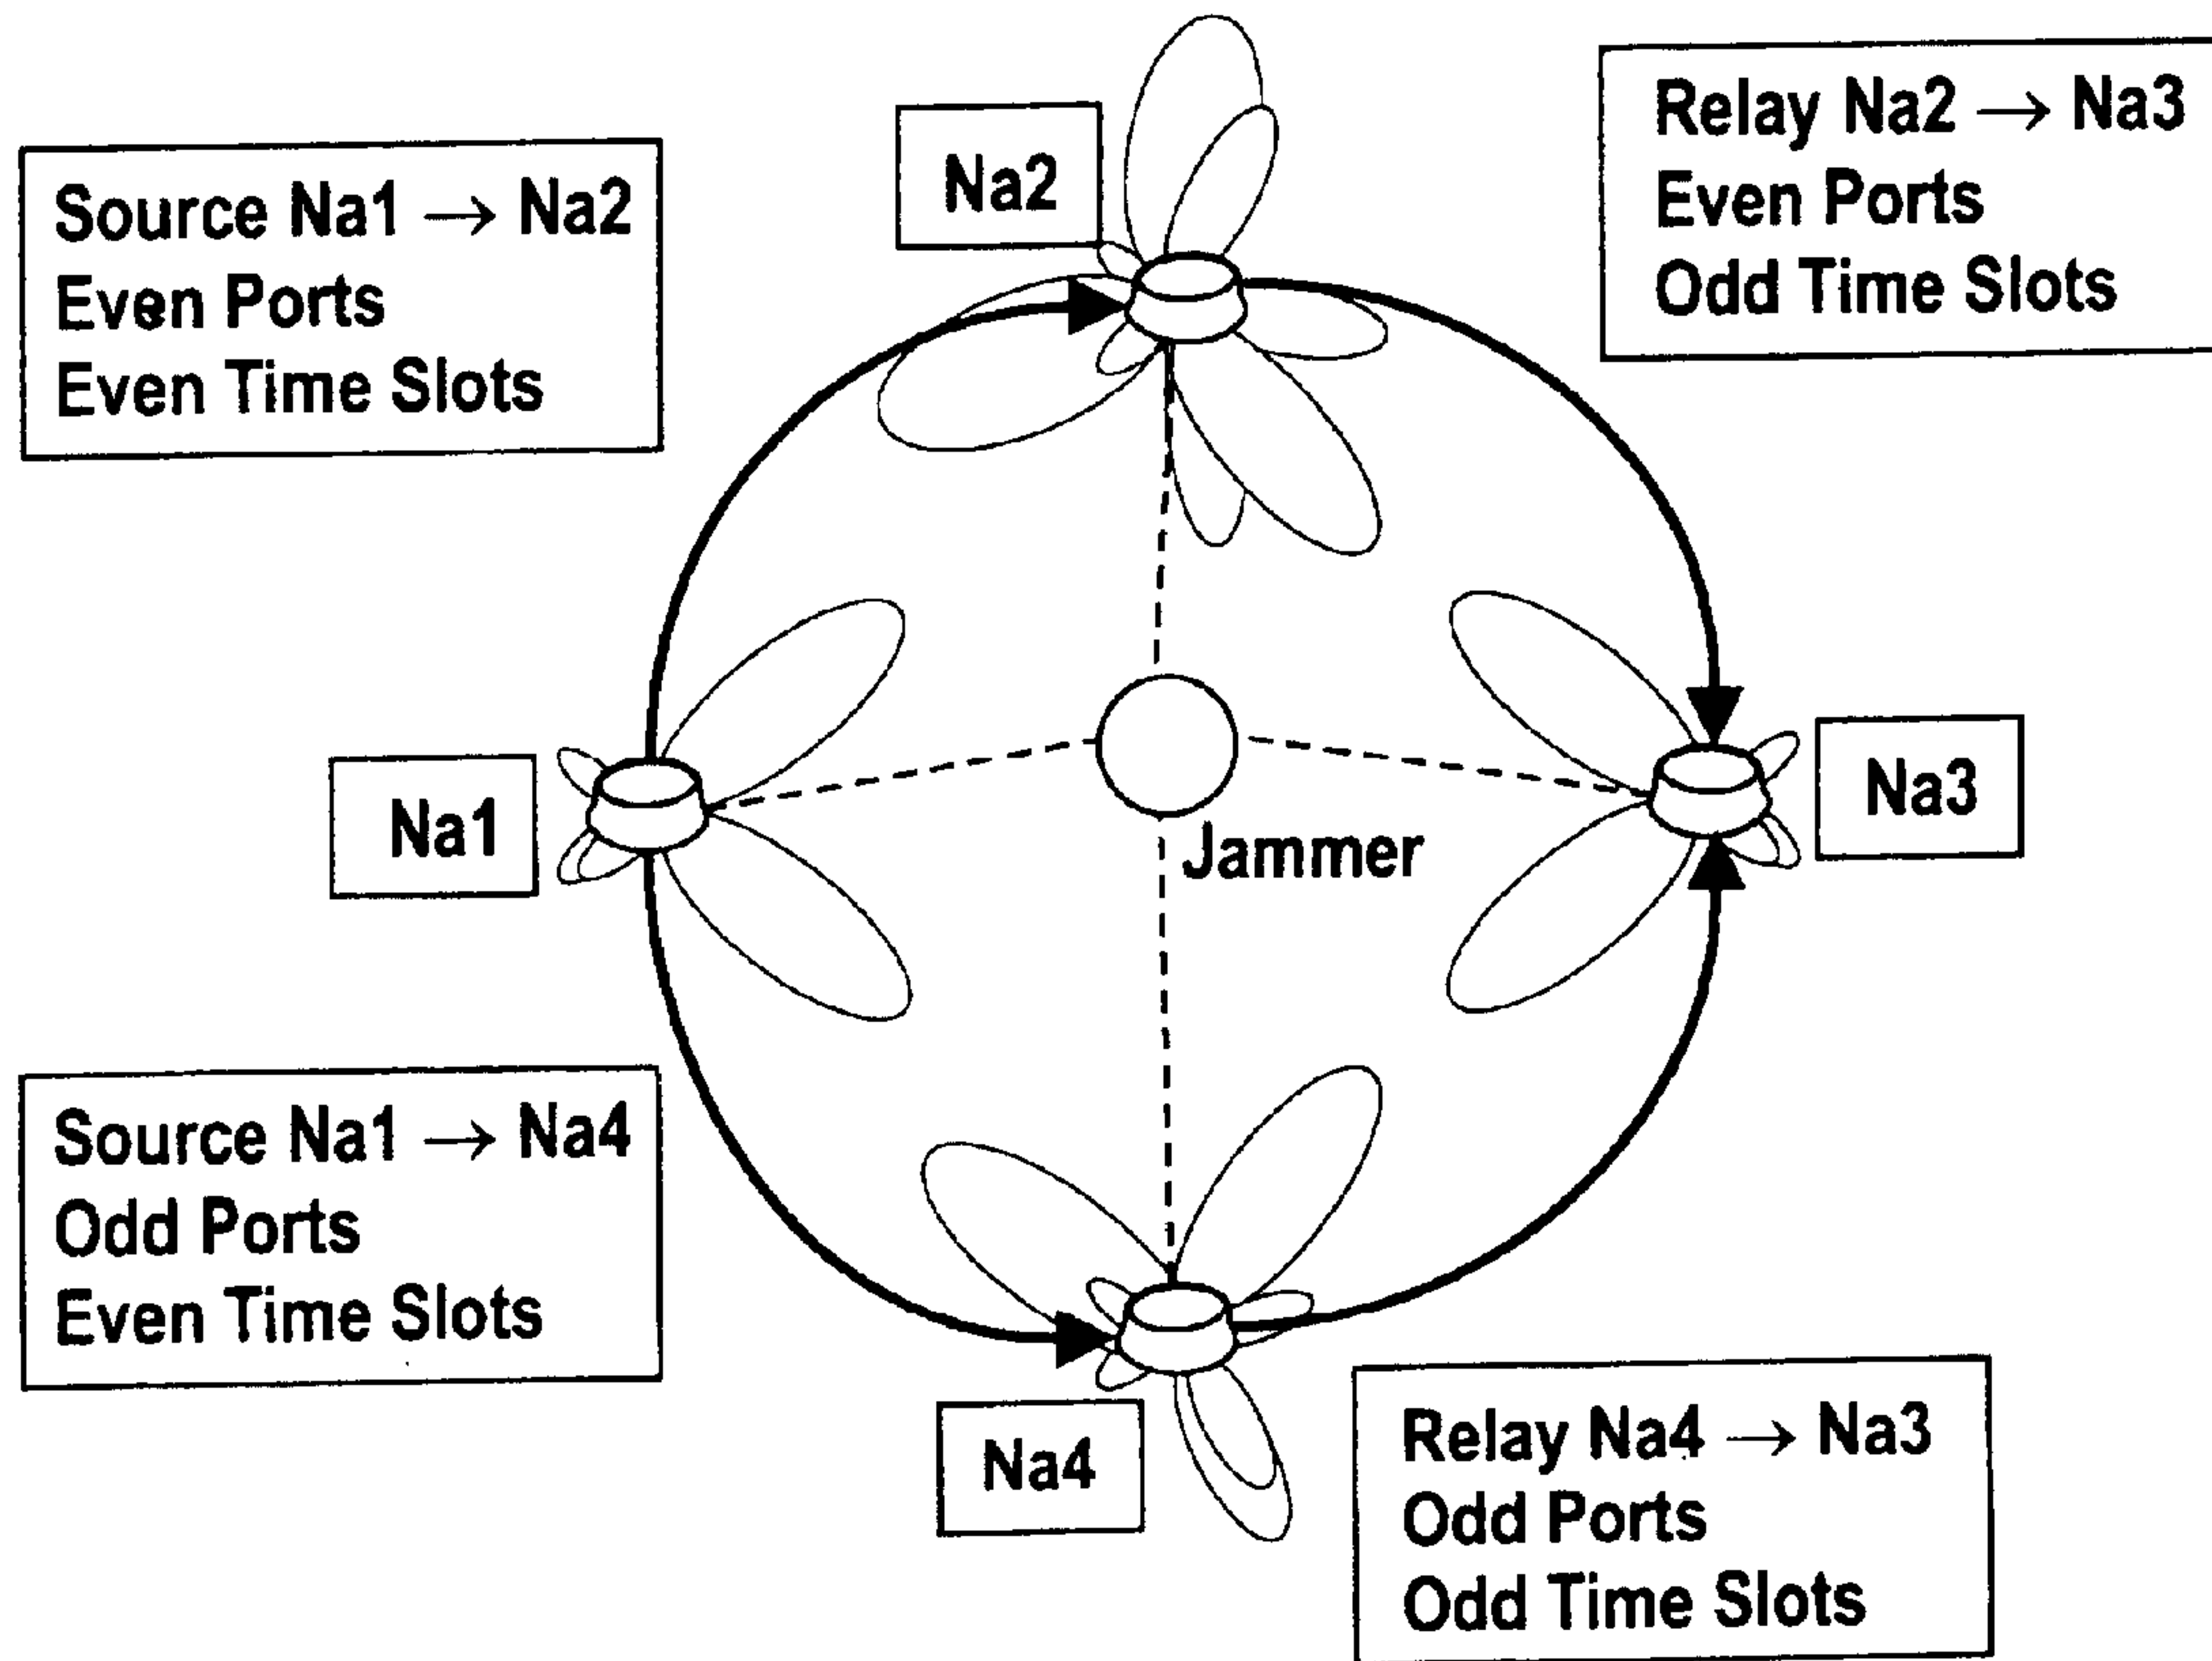 Na2
Relay Na2 → Na3
Even Ports
Odd Time Slots
Source Na1 → Na2
Even Ports
Even Time Slots
Na1
Jammer
Na3
Source Na1 → Na4
Odd Ports
Even Time Slots
Na4
Relay Na4 → Na3
Odd Ports
Odd Time Slots